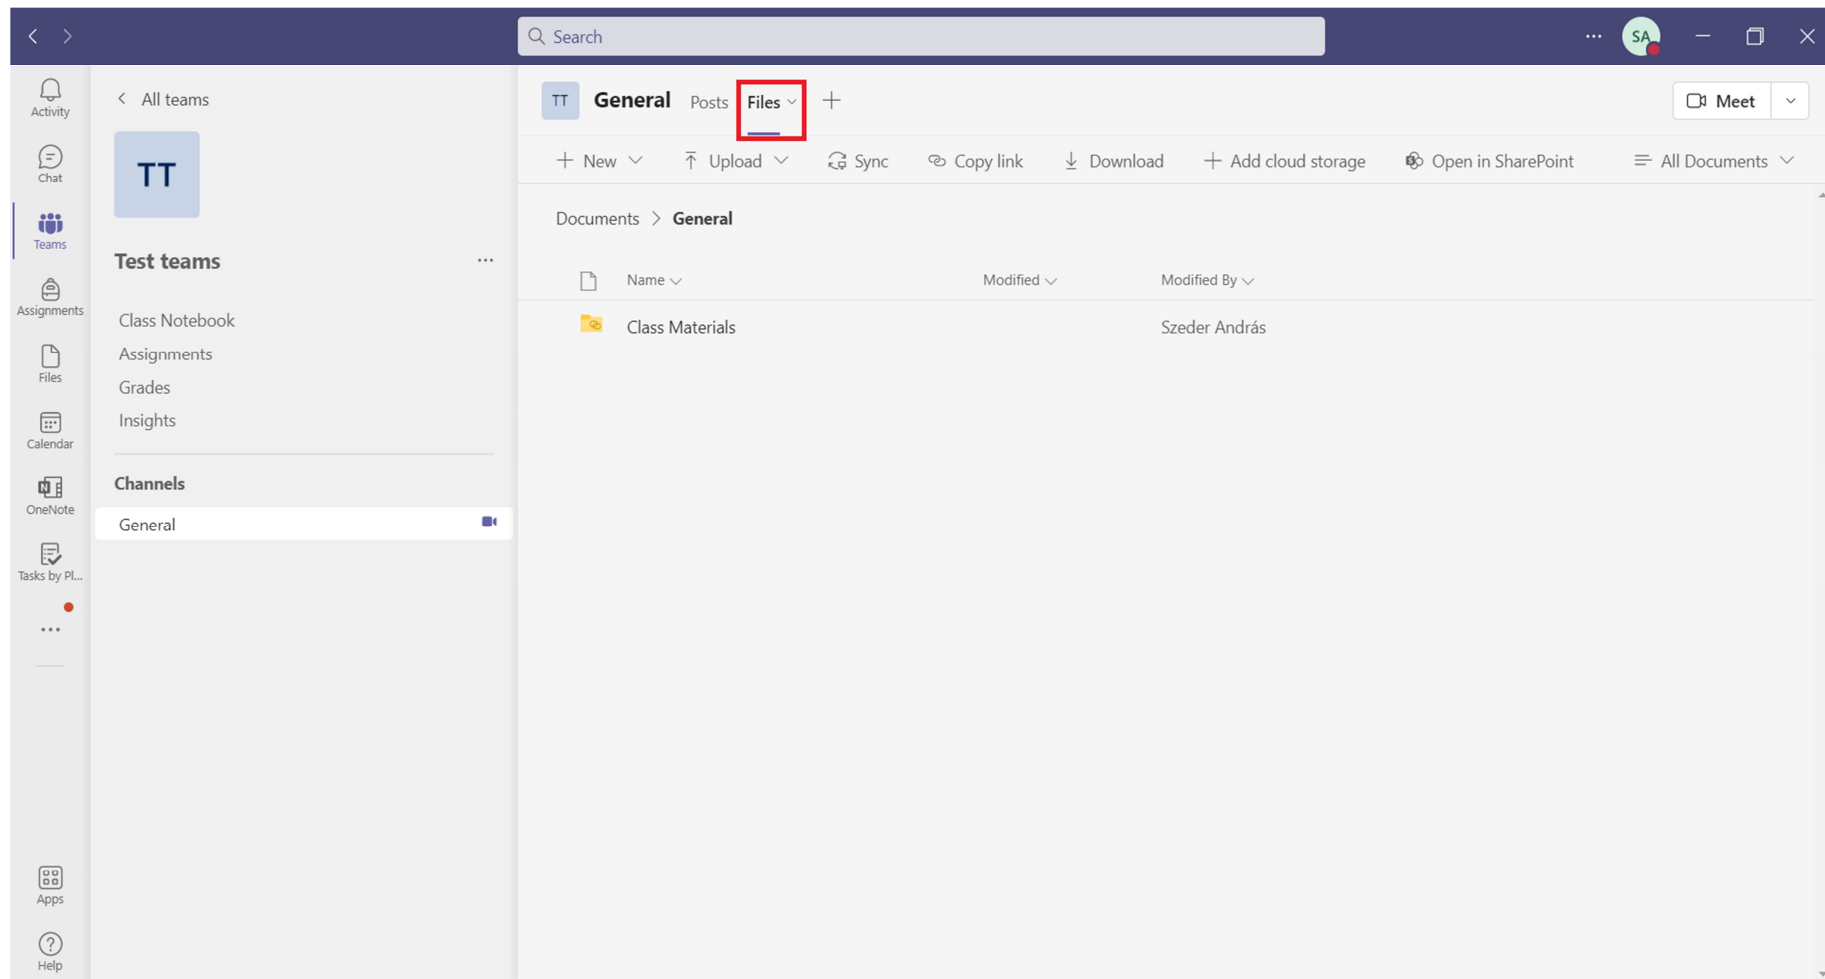 Search
SA
Activity
Chat
Teams
Assignments
Files
Calendar
OneNote
Tasks by Pl...
Apps
Help
All teams
TT
Test teams
Class Notebook
Assignments
Grades
Insights
Channels
General
TT General Posts Files
Meet
New Upload Sync Copy link Download Add cloud storage Open in SharePoint All Documents
Documents > General
Name Modified Modified By
Class Materials Szeder András